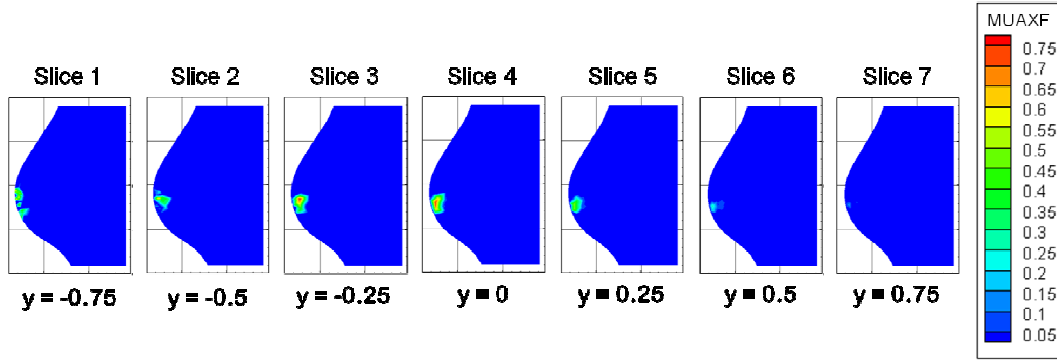 MUAXF
0.75
0.7
0.65
0.6
0.55
0.5
0.45
0.4
0.35
0.3
0.25
0.2
0.15
0.1
0.05
Slice 1
Slice 2
Slice 3
Slice 4
Slice 5
Slice 6
Slice 7
y = -0.75
y = -0.5
y = -0.25
y = 0
y = 0.25
y = 0.5
y = 0.75